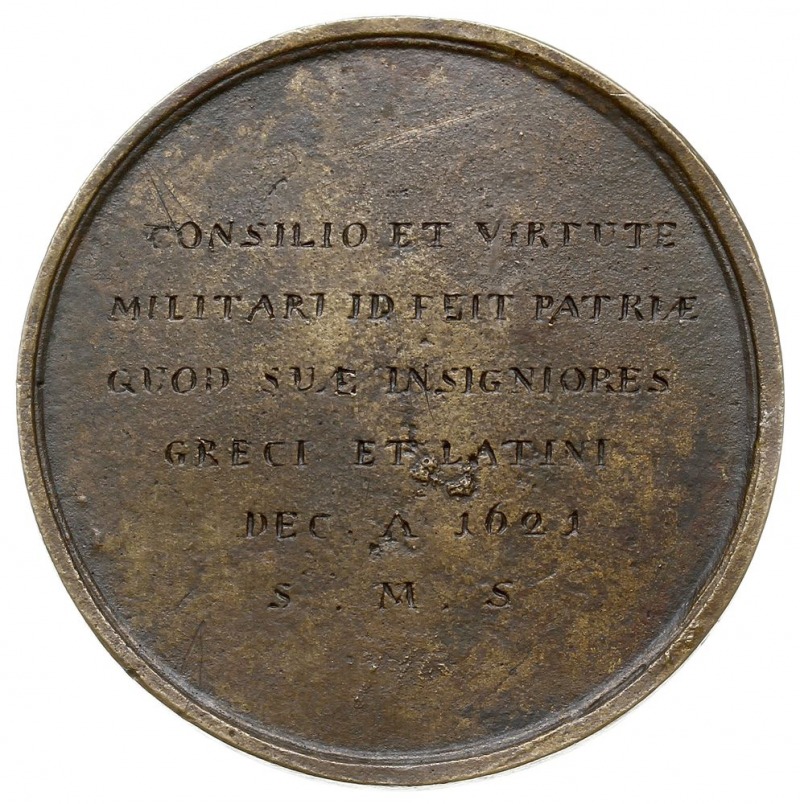 CONSILIO ET VIRTUTE
MILITARI ID FEIT PATRIÆ
QUOD SUÆ INSIGNIORES
GRECI ET LATINI
DEC . A 1621
S . M . S